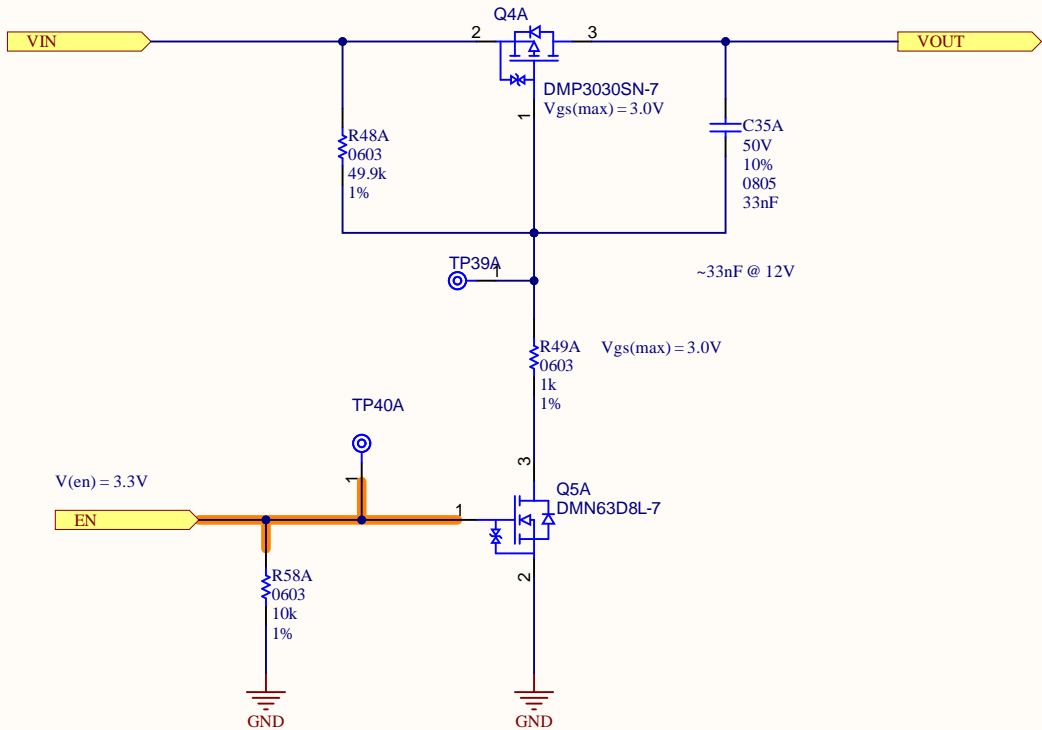 Q4A
VIN
2
3
VOUT
DMP3030SN-7
Vgs(max) = 3.0V
1
R48A
0603
49.9k
1%
C35A
50V
10%
0805
33nF
TP39A
1
~33nF @ 12V
R49A
0603
1k
1%
Vgs(max) = 3.0V
TP40A
1
3
V(en) = 3.3V
EN
1
Q5A
DMN63D8L-7
2
R58A
0603
10k
1%
GND
GND